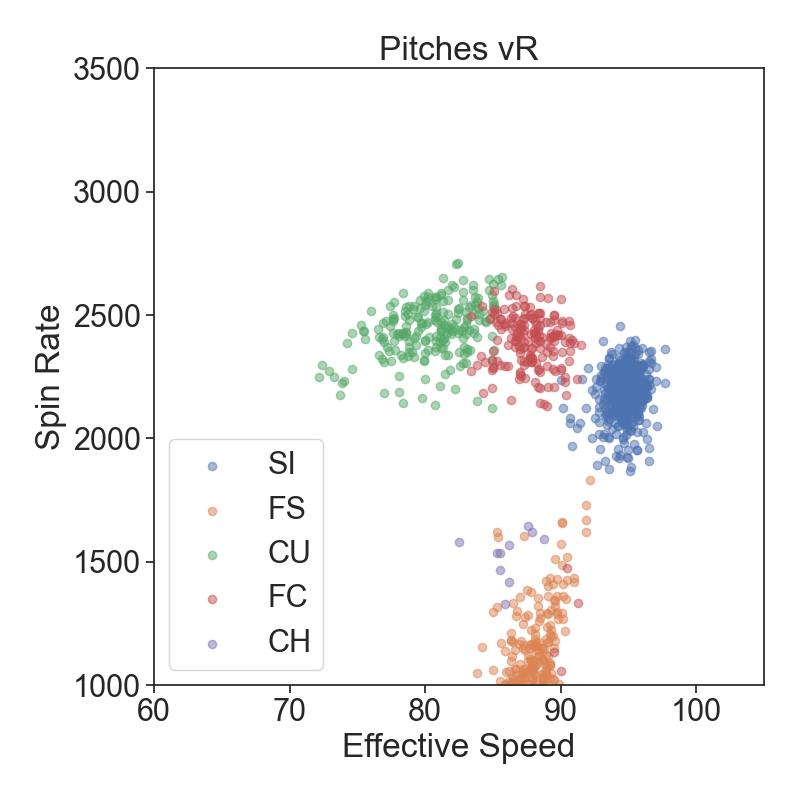 Pitches vR
3500
3000
2500
2000
1500
1000
Spin Rate
SI
FS
CU
FC
CH
60 70 80 90 100
Effective Speed